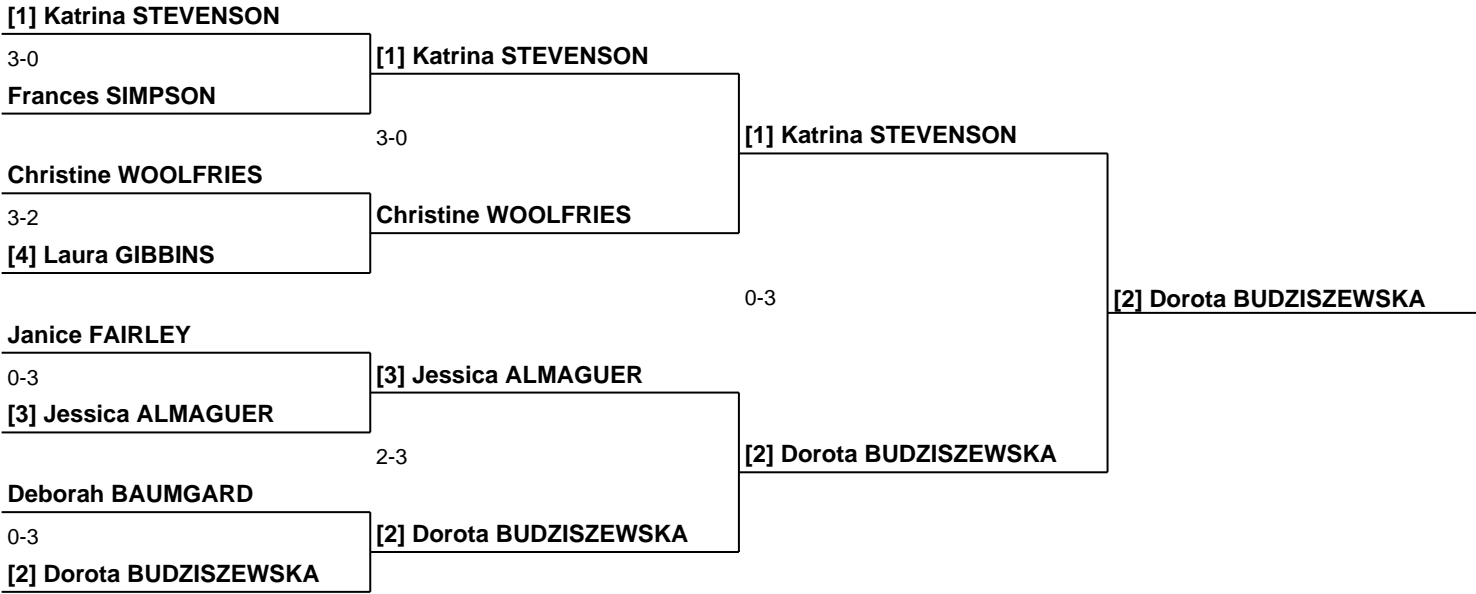 [1] Katrina STEVENSON
3-0
[1] Katrina STEVENSON
Frances SIMPSON
3-0
[1] Katrina STEVENSON
Christine WOOLFRIES
3-2
Christine WOOLFRIES
[4] Laura GIBBINS
0-3
[2] Dorota BUDZISZEWSKA
Janice FAIRLEY
0-3
[3] Jessica ALMAGUER
[3] Jessica ALMAGUER
2-3
[2] Dorota BUDZISZEWSKA
Deborah BAUMGARD
0-3
[2] Dorota BUDZISZEWSKA
[2] Dorota BUDZISZEWSKA